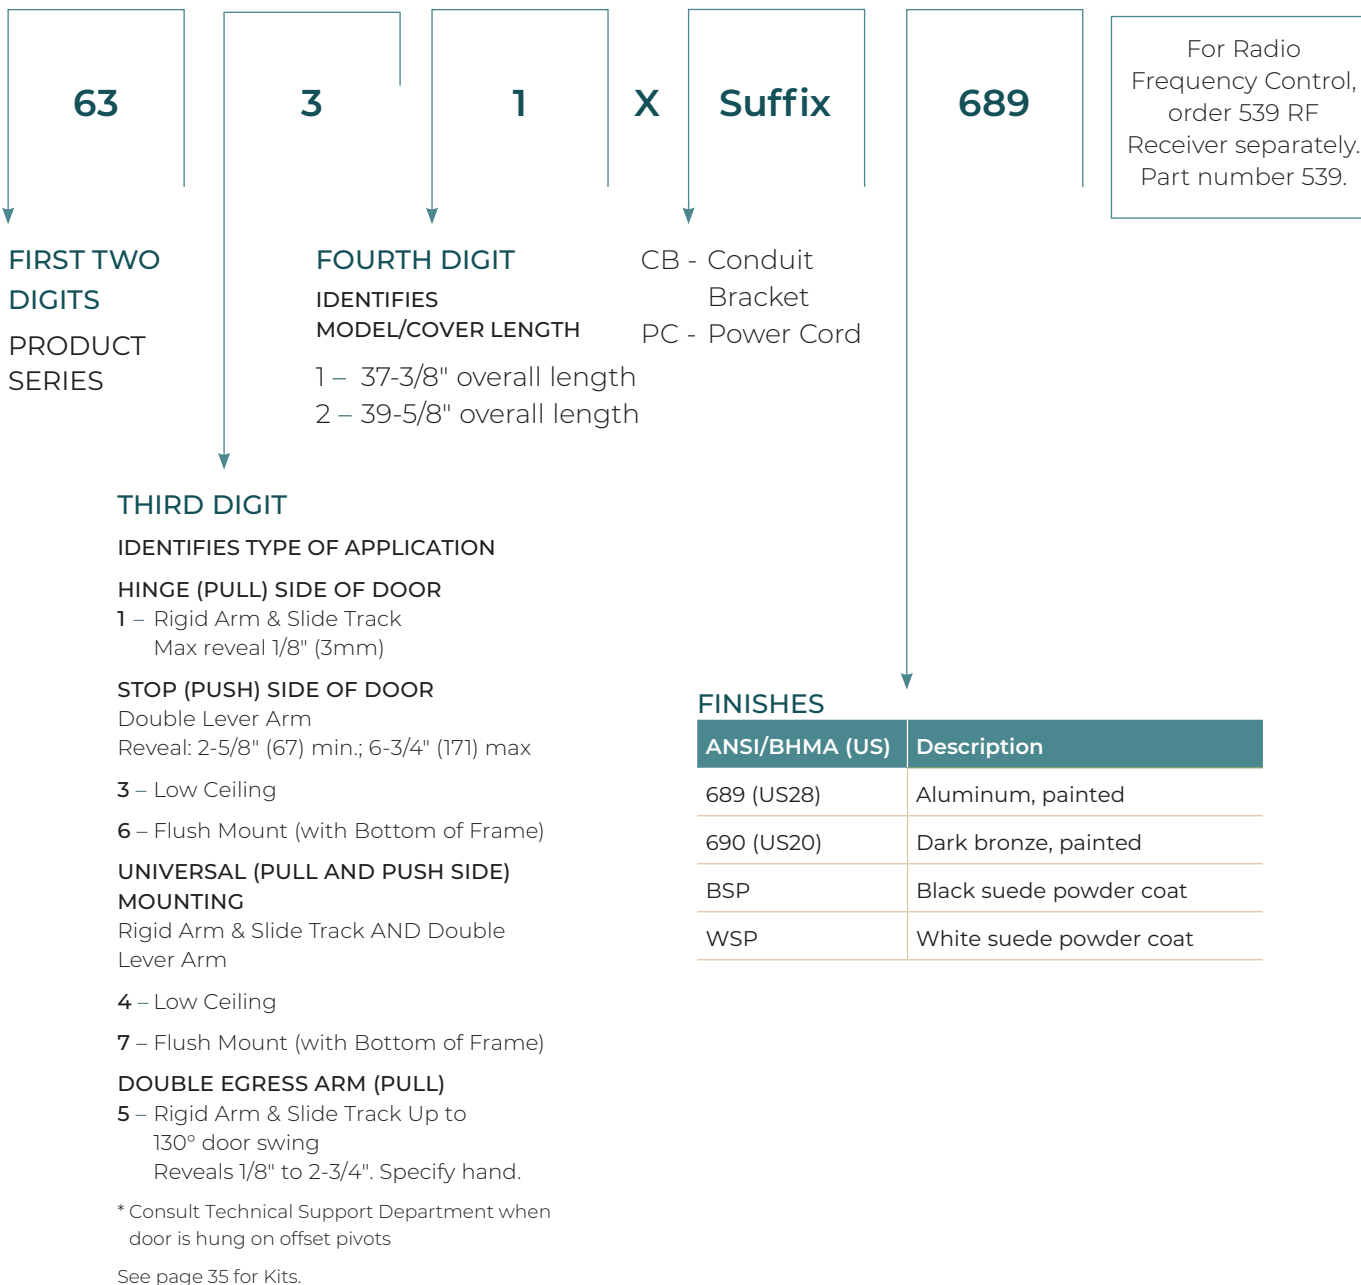 63 3 1 X Suffix 689
For Radio
Frequency Control,
order 539 RF
Receiver separately.
Part number 539.
FIRST TWO
DIGITS
PRODUCT
SERIES
FOURTH DIGIT
IDENTIFIES
MODEL/COVER LENGTH
1 – 37-3/8" overall length
2 – 39-5/8" overall length
CB - Conduit
Bracket
PC - Power Cord
THIRD DIGIT
IDENTIFIES TYPE OF APPLICATION
HINGE (PULL) SIDE OF DOOR
1 – Rigid Arm & Slide Track
Max reveal 1/8" (3mm)
STOP (PUSH) SIDE OF DOOR
Double Lever Arm
Reveal: 2-5/8" (67) min.; 6-3/4" (171) max
3 – Low Ceiling
6 – Flush Mount (with Bottom of Frame)
UNIVERSAL (PULL AND PUSH SIDE)
MOUNTING
Rigid Arm & Slide Track AND Double
Lever Arm
4 – Low Ceiling
7 – Flush Mount (with Bottom of Frame)
DOUBLE EGRESS ARM (PULL)
5 – Rigid Arm & Slide Track Up to
130° door swing
Reveals 1/8" to 2-3/4". Specify hand.
* Consult Technical Support Department when
door is hung on offset pivots
See page 35 for Kits.
FINISHES
ANSI/BHMA (US) Description
689 (US28) Aluminum, painted
690 (US20) Dark bronze, painted
BSP Black suede powder coat
WSP White suede powder coat